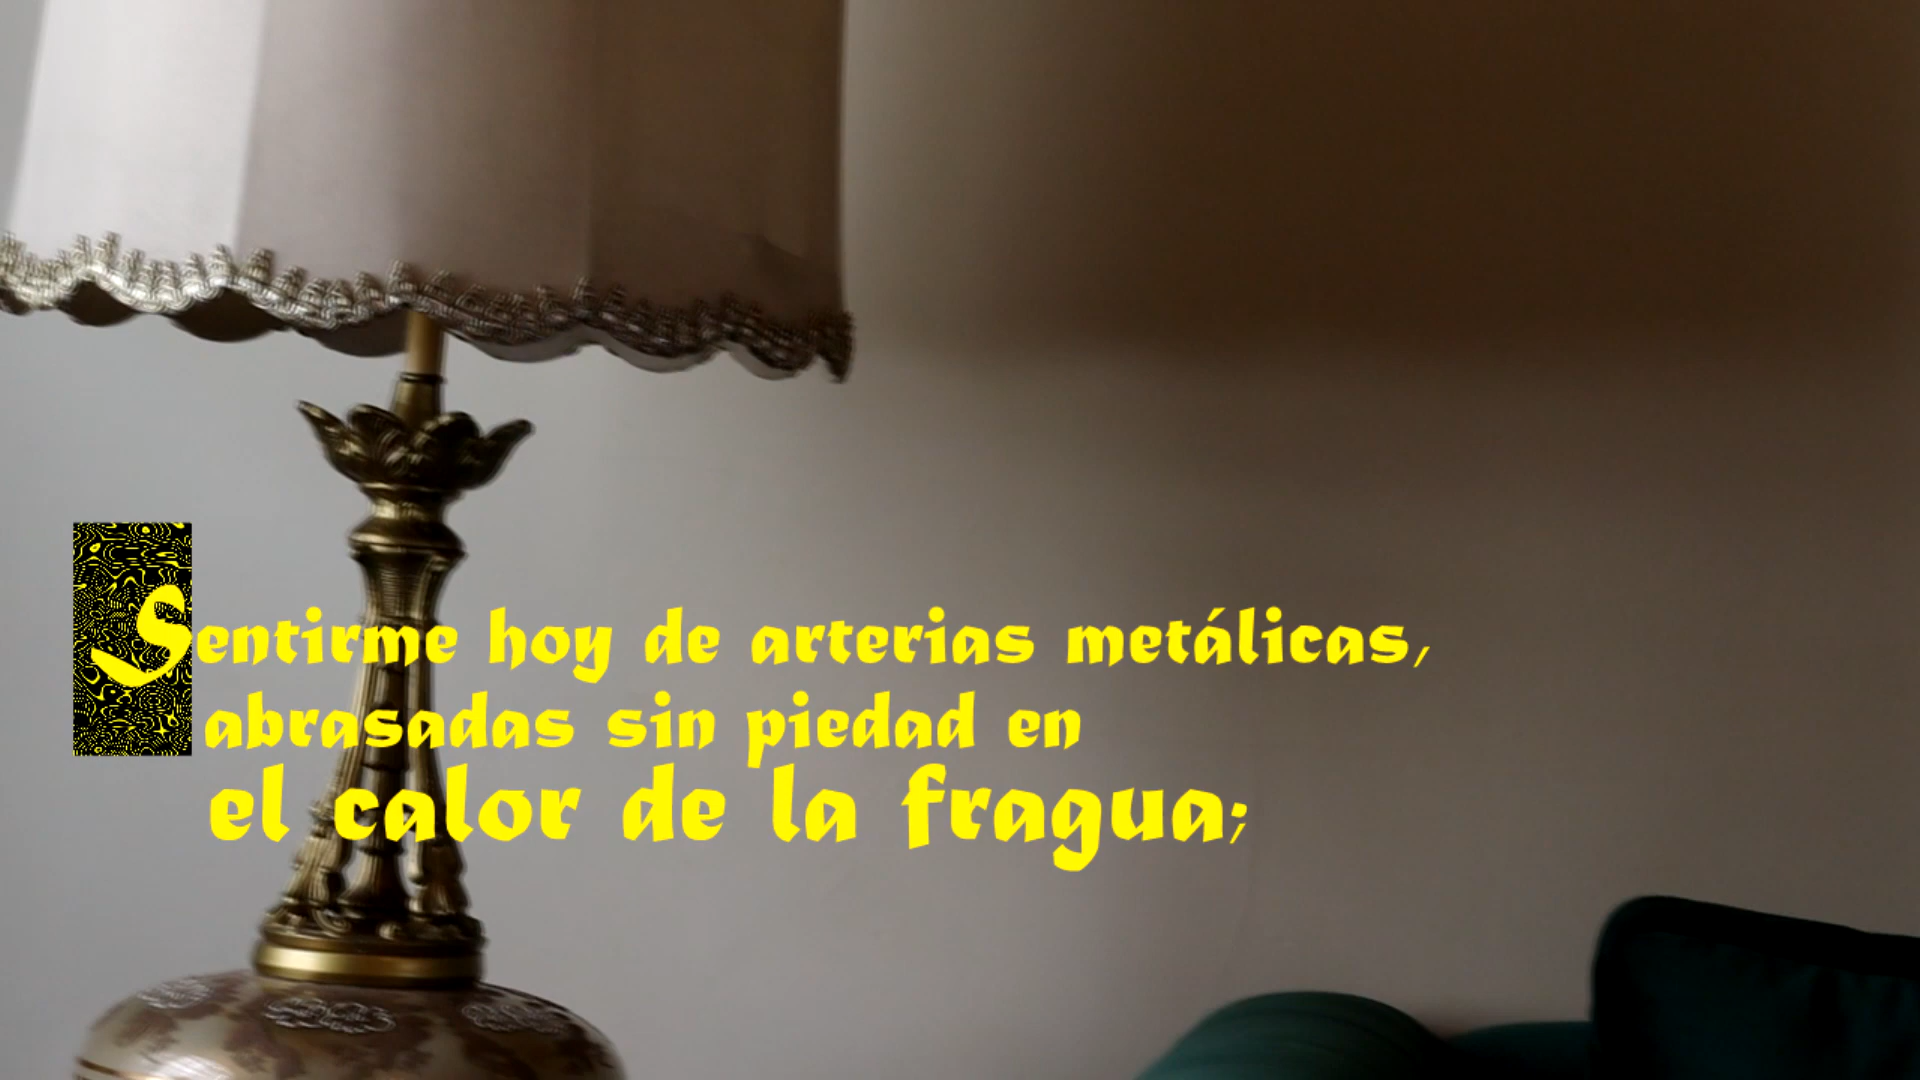 Sentirme hoy de arterias metálicas,
abrasadas sin piedad en
el calor de la fragua;